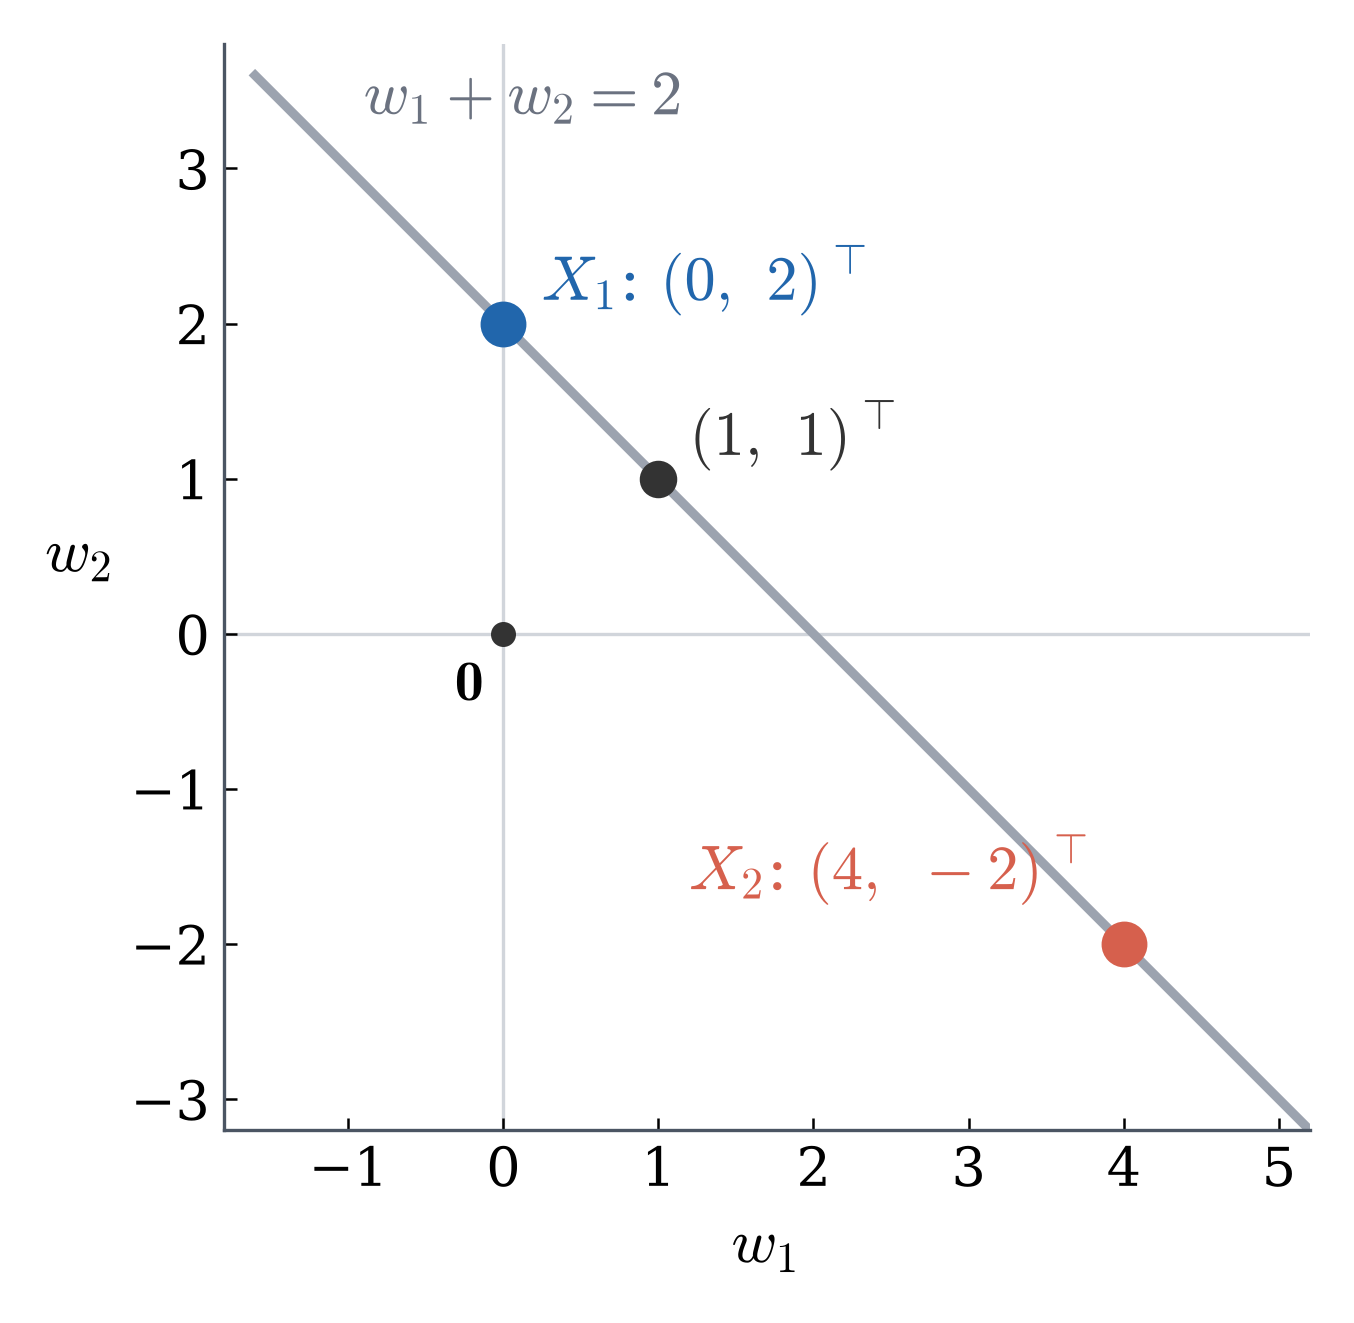 w₁ + w₂ = 2
3
X₁: (0, 2)⊤
2
(1, 1)⊤
1
w₂
0
0
−1
X₂: (4, −2)⊤
−2
−3
−1 0 1 2 3 4 5
w₁